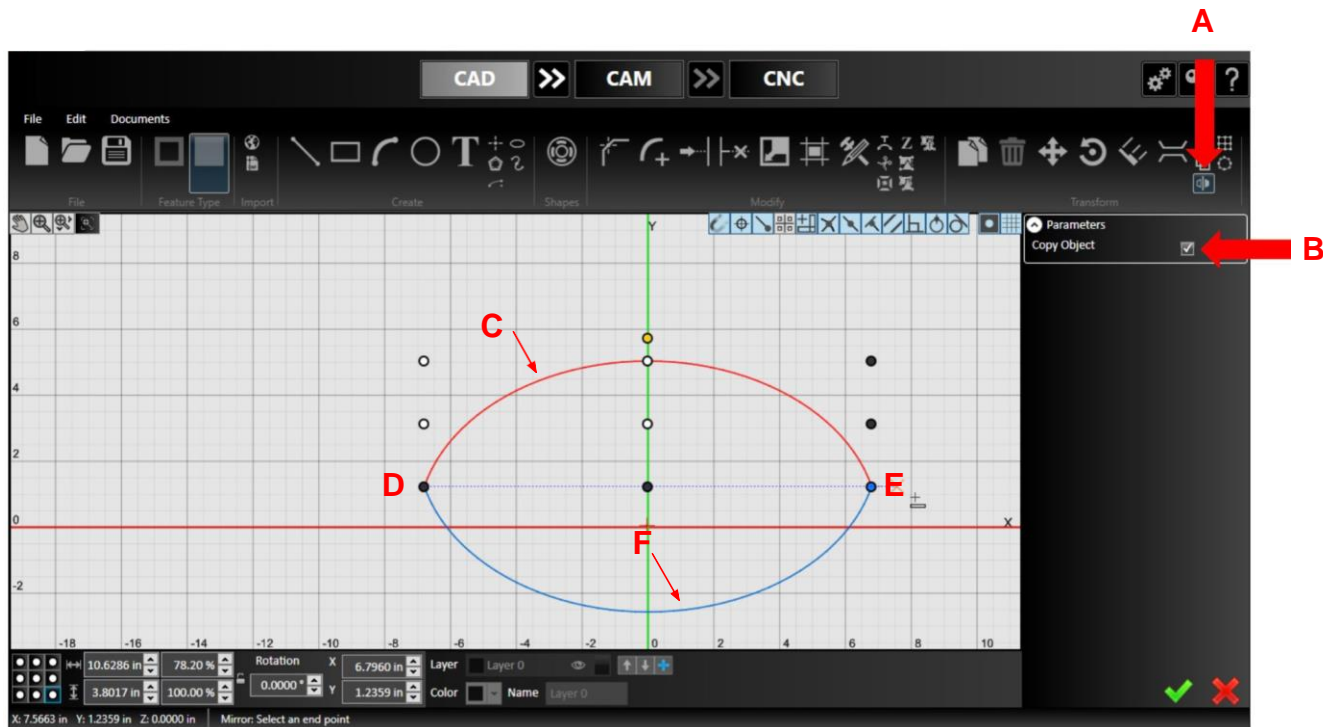 A
CAD CAM CNC ?
File Edit Documents
T Z
File Feature Type Import Create Shapes Modify Transform
Y
Parameters
Copy Object
B
8
6
C
4
2
D E
0 X
F
-2
-18 -16 -14 -12 -10 -8 -6 -4 -2 0 2 4 6 8 10
10.6286 in 78.20 % Rotation X 6.7960 in Layer Layer 0
3.8017 in 100.00 % 0.0000 ° Y 1.2359 in Color Name Layer 0
X: 7.5663 in Y: 1.2359 in Z: 0.0000 in Mirror: Select an end point